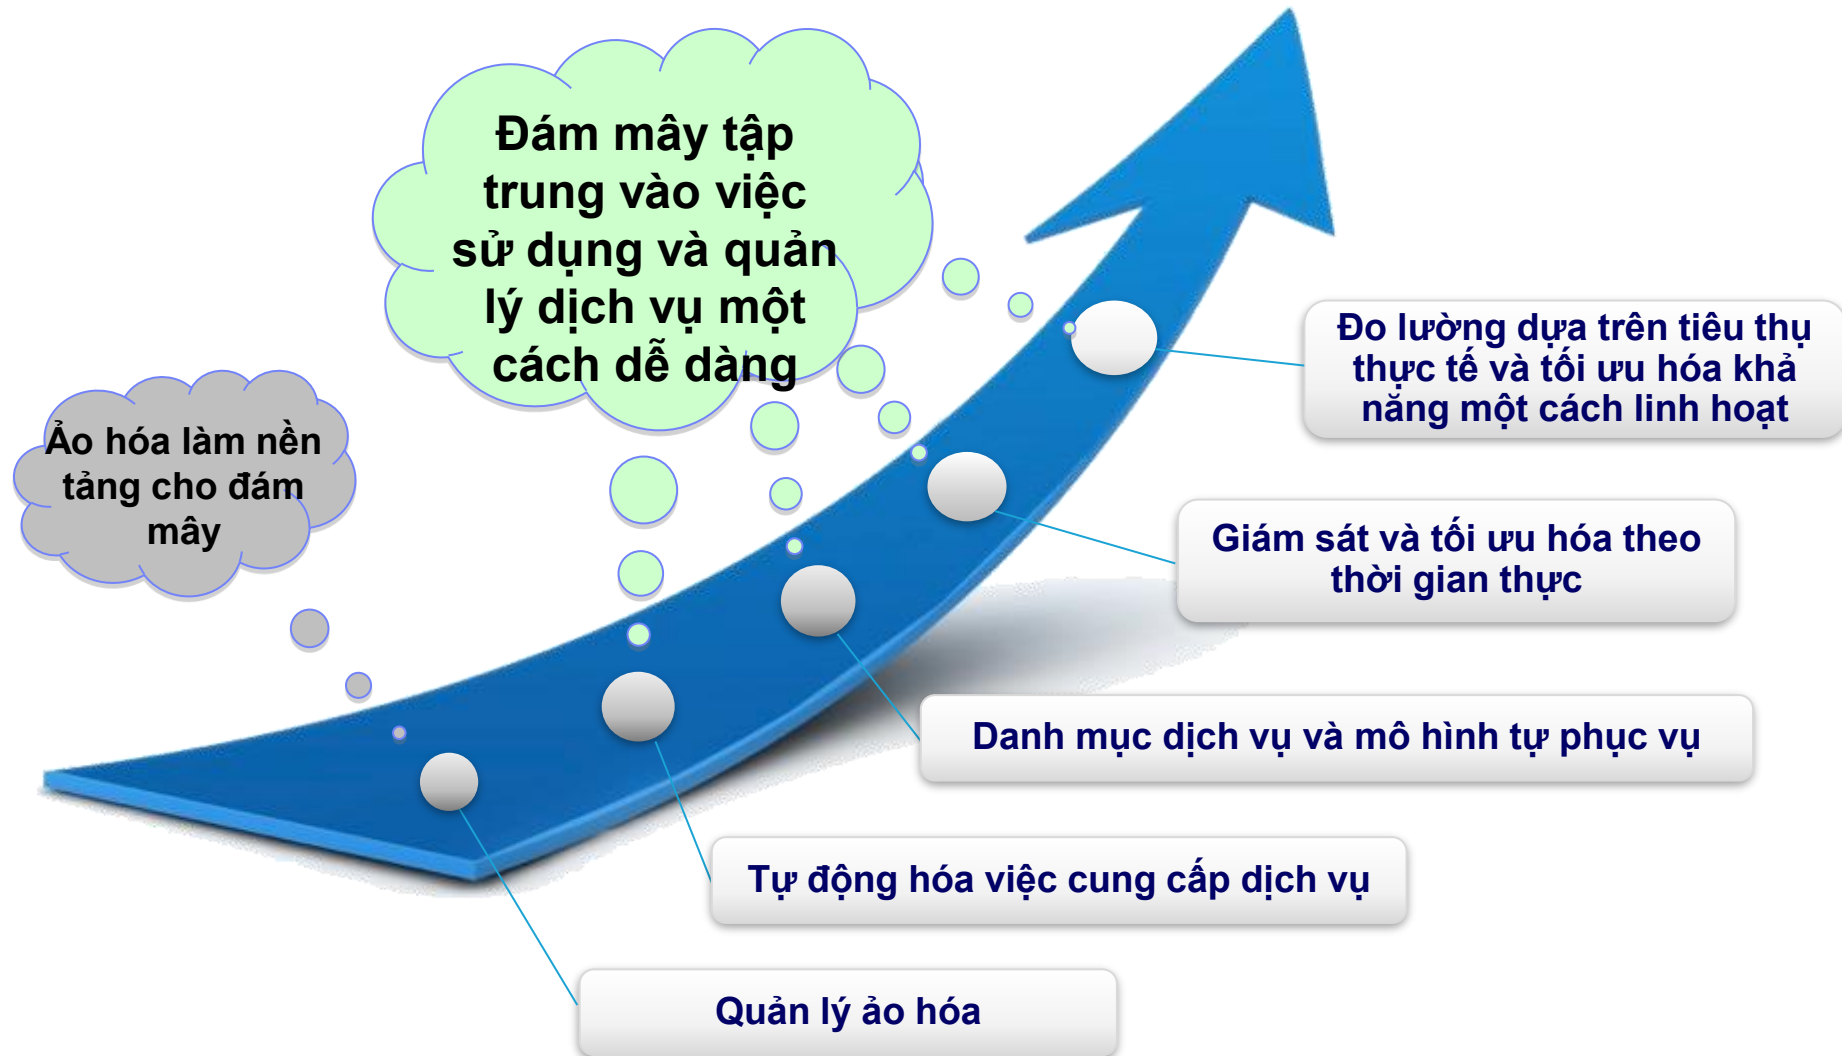 Đám mây tập
trung vào việc
sử dụng và quản
lý dịch vụ một
cách dễ dàng
Ảo hóa làm nền
tảng cho đám
mây
Đo lường dựa trên tiêu thụ
thực tế và tối ưu hóa khả
năng một cách linh hoạt
Giám sát và tối ưu hóa theo
thời gian thực
Danh mục dịch vụ và mô hình tự phục vụ
Tự động hóa việc cung cấp dịch vụ
Quản lý ảo hóa